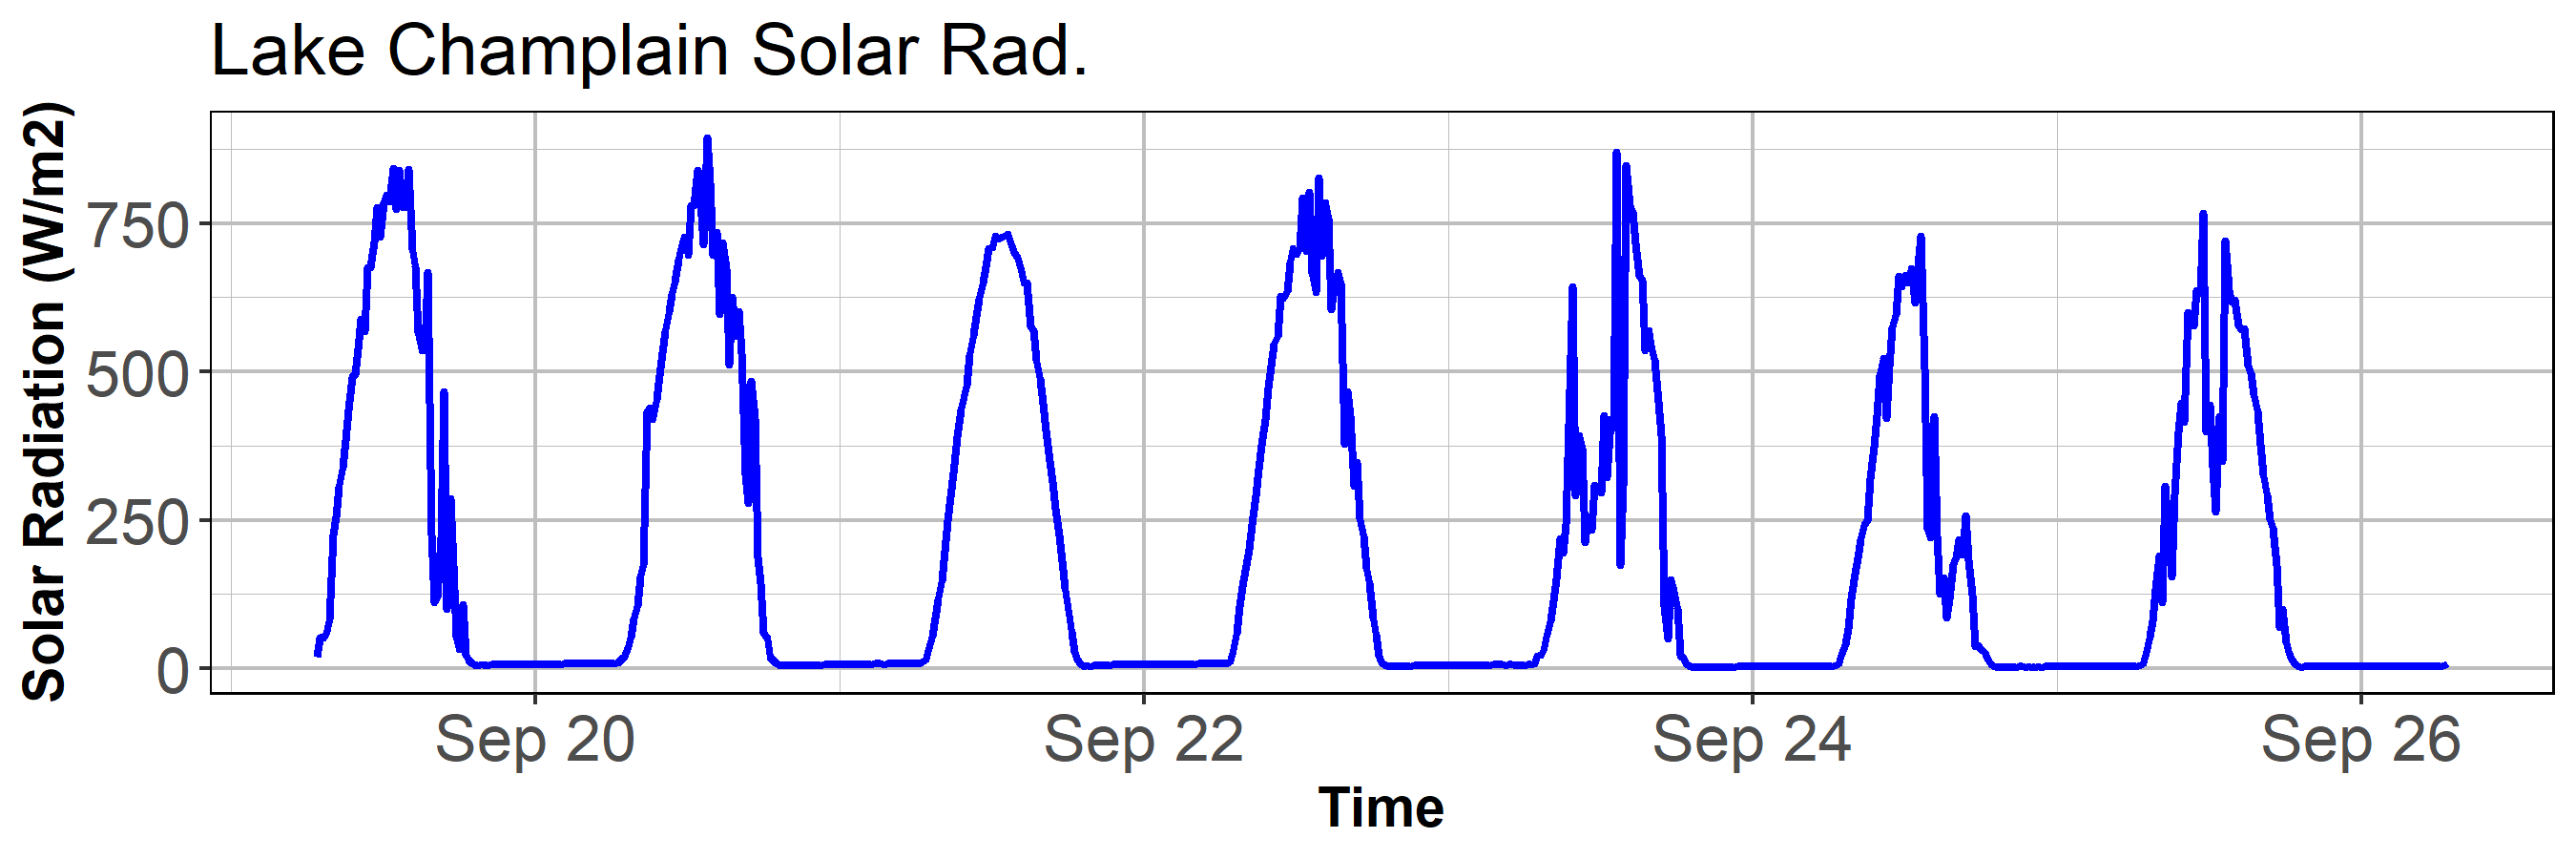 Lake Champlain Solar Rad.
Solar Radiation (W/m2)
750
500
250
0
Sep 20 Sep 22 Sep 24 Sep 26
Time